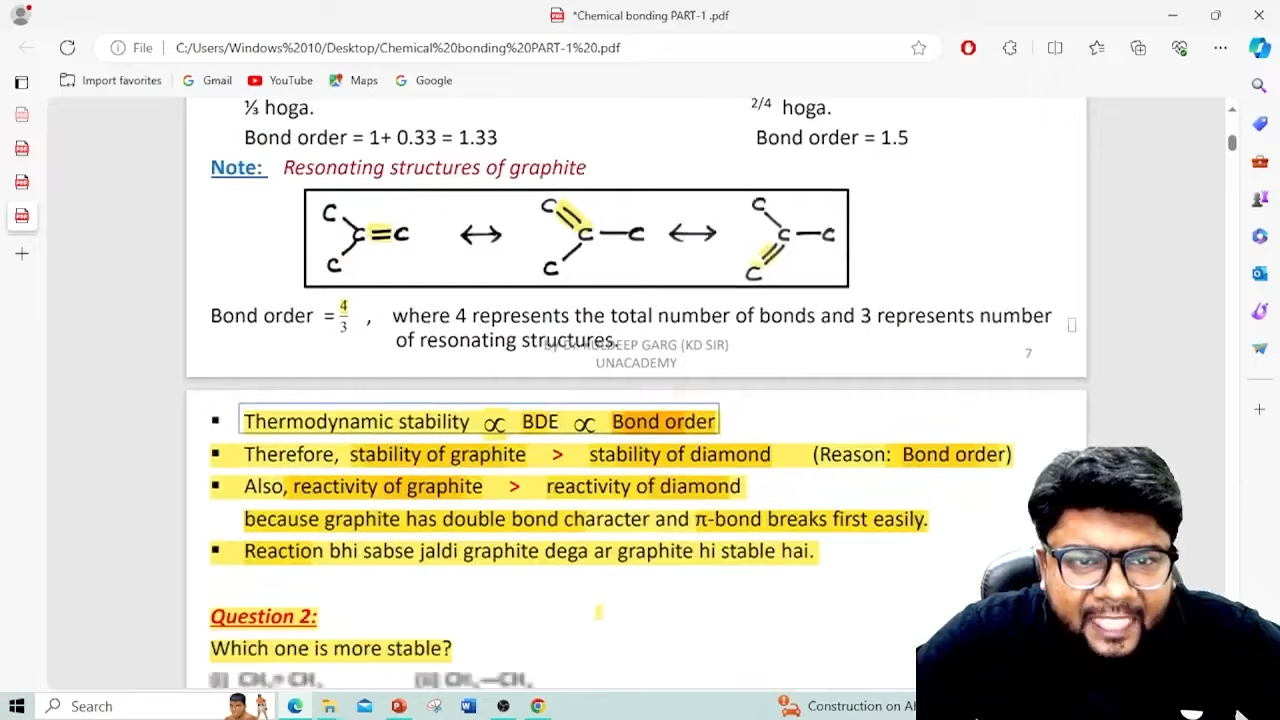 *Chemical bonding PART-1 .pdf
File
C:/Users/Windows%2010/Desktop/Chemical%20bonding%20PART-1%20.pdf
Import favorites
Gmail
YouTube
Maps
Google
⅓ hoga.
2/4 hoga.
Bond order = 1+ 0.33 = 1.33
Bond order = 1.5
Note: Resonating structures of graphite
C C=C C ↔ C C—C C ↔ C C—C C
Bond order = 4/3 , where 4 represents the total number of bonds and 3 represents number
of resonating structures.
(KD SIR)
UNACADEMY
7
▪ Thermodynamic stability ∝ BDE ∝ Bond order
▪ Therefore, stability of graphite > stability of diamond (Reason: Bond order)
▪ Also, reactivity of graphite > reactivity of diamond
because graphite has double bond character and π-bond breaks first easily.
▪ Reaction bhi sabse jaldi graphite dega ar graphite hi stable hai.
Question 2:
Which one is more stable?
Search
Construction on